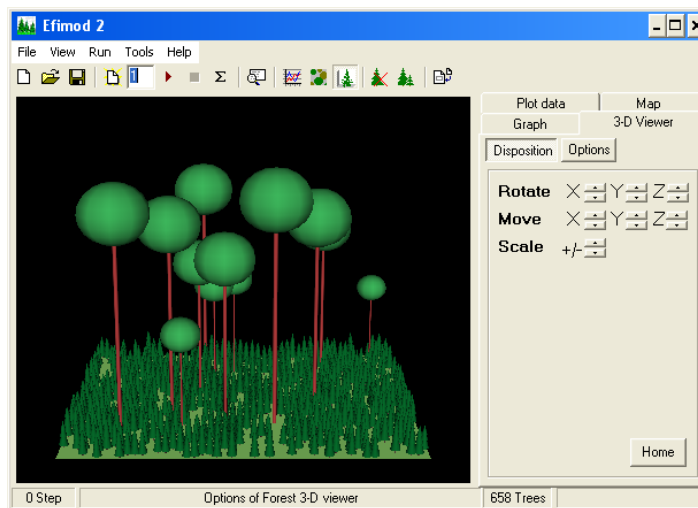 Efimod 2
File View Run Tools Help
1 Σ
Plot data Map
Graph 3-D Viewer
Disposition Options
Rotate X Y Z
Move X Y Z
Scale +/-
Home
0 Step Options of Forest 3-D viewer 658 Trees